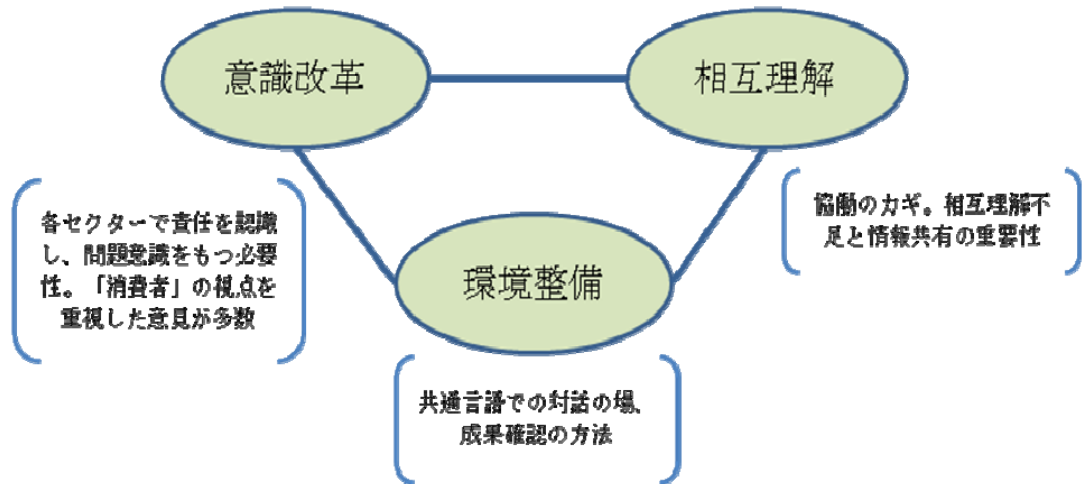 意識改革
相互理解
各セクターで責任を認識
し、問題意識をもつ必要
性。「消費者」の視点を
重視した意見が多数
協働のカギ。相互理解不
足と情報共有の重要性
環境整備
共通言語での対話の場、
成果確認の方法